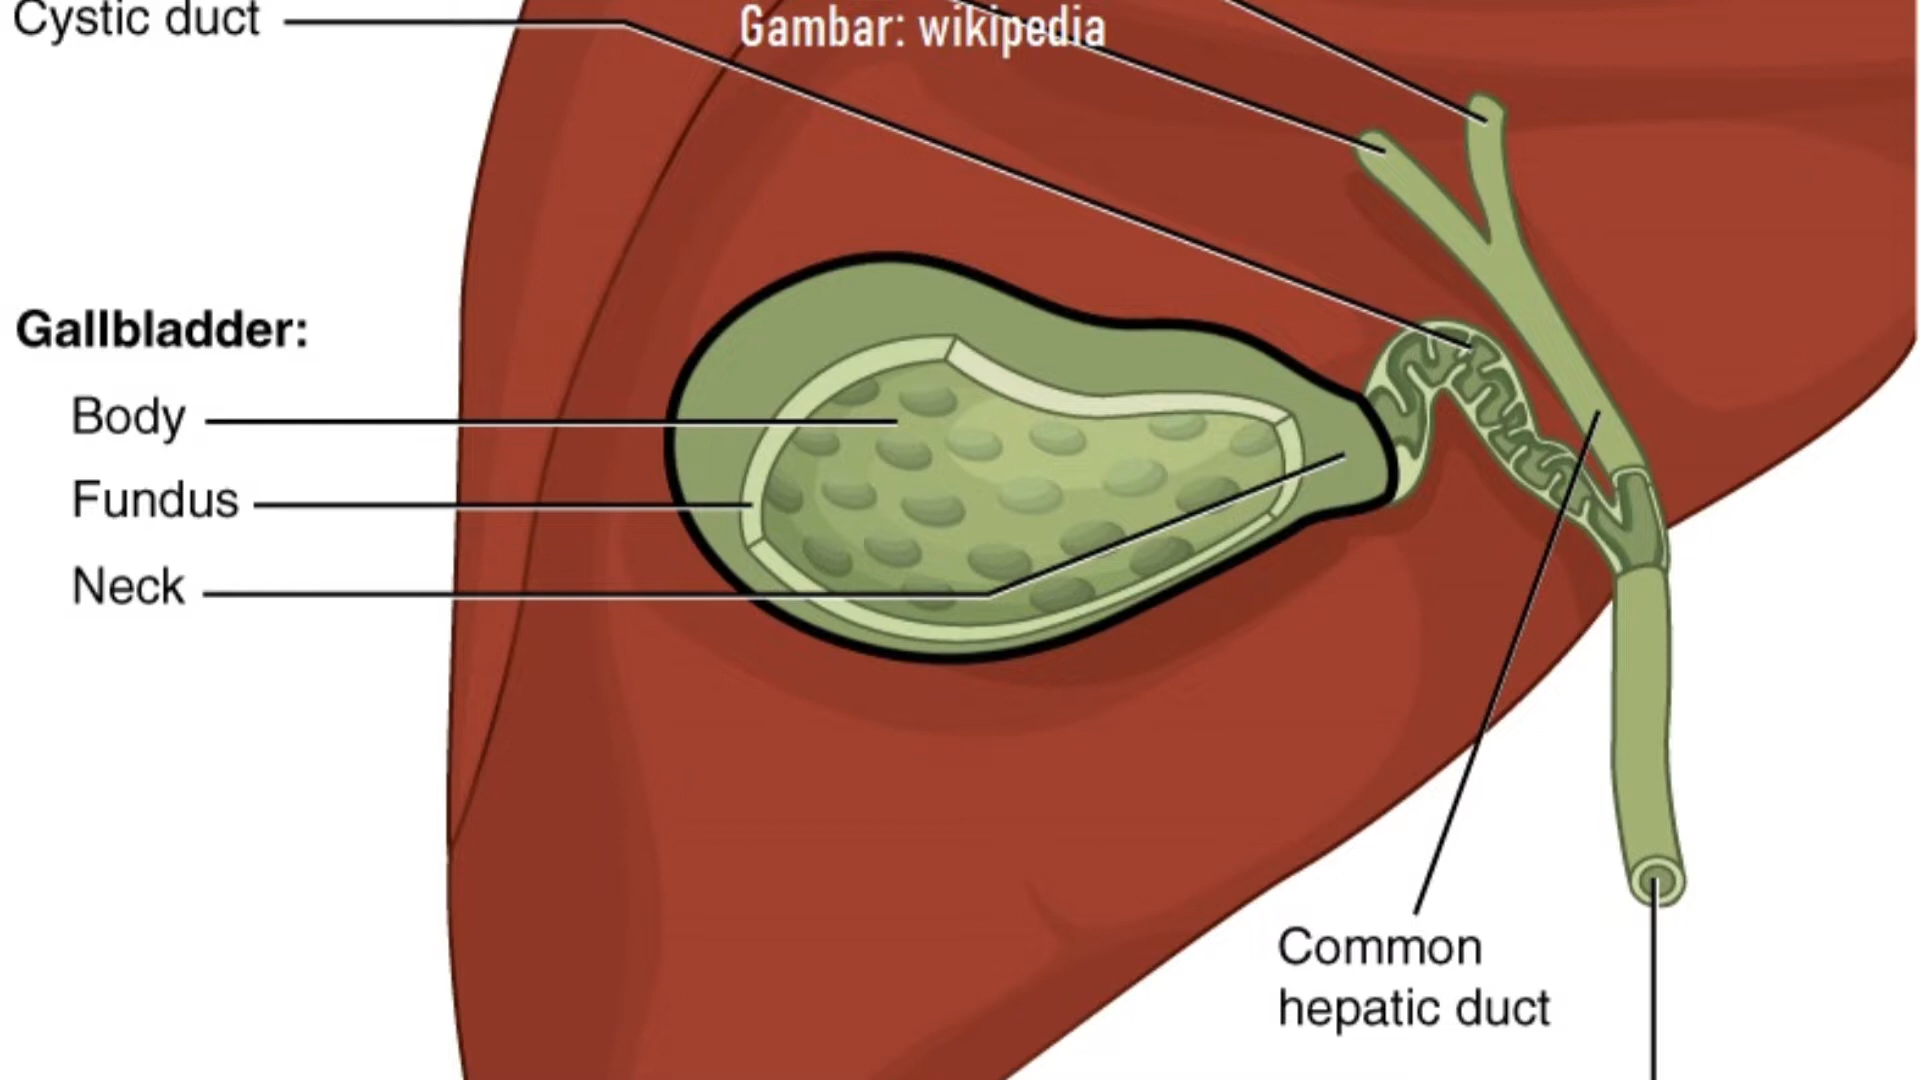 Cystic duct
Gambar: wikipedia
Gallbladder:
Body
Fundus
Neck
Common
hepatic duct